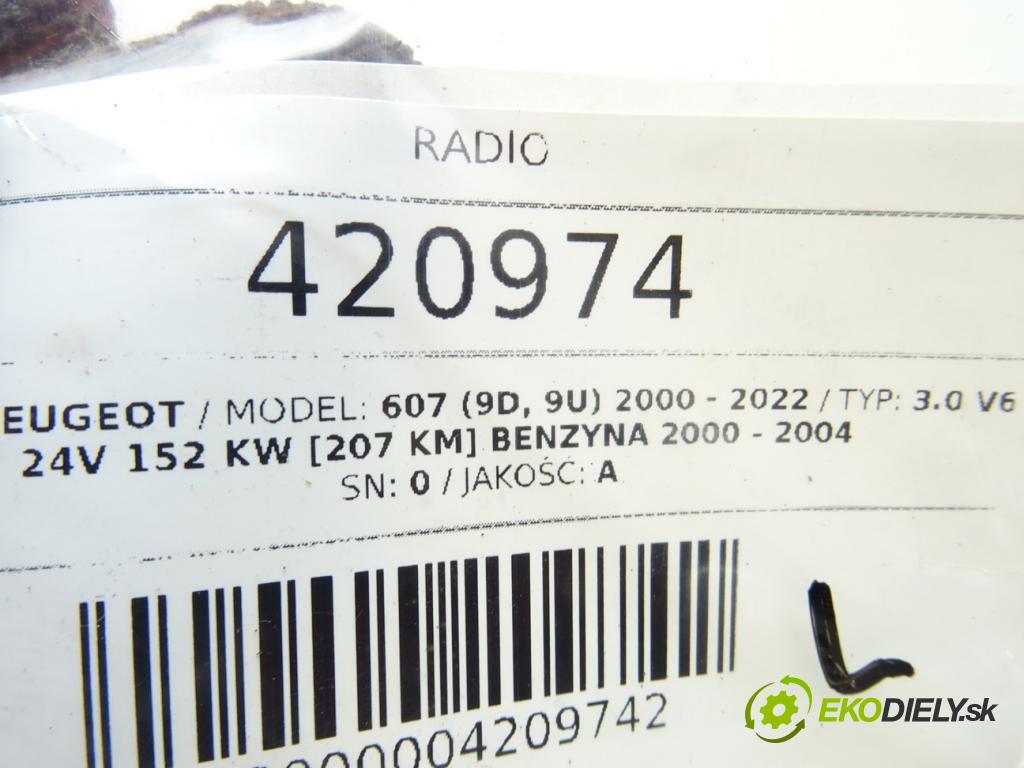 RADIO
420974
EUGEOT / MODEL: 607 (9D, 9U) 2000 - 2022 / TYP: 3.0 V6
24V 152 KW [207 KM] BENZYNA 2000 - 2004
SN: 0 / JAKOŚĆ: A
L
00004209742
EKODIELY.sk